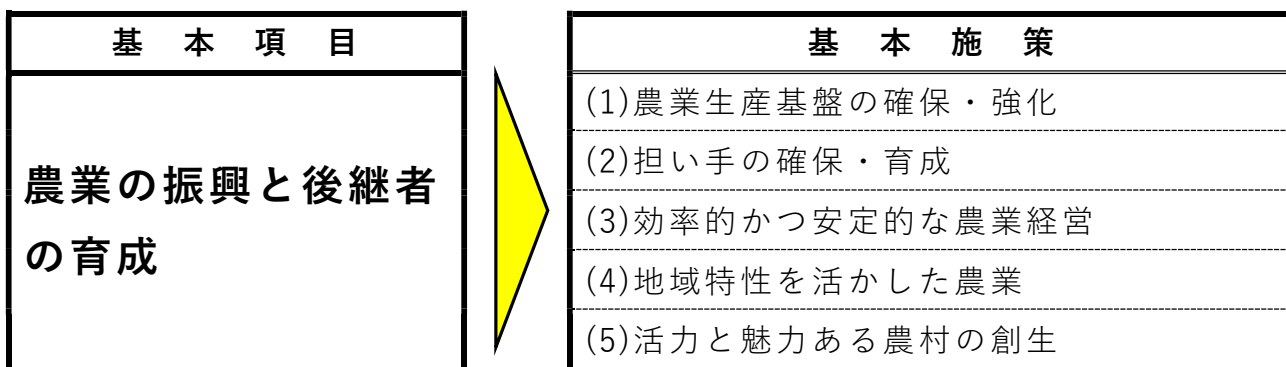 基本項目
農業の振興と後継者
の育成
基本施策
(1)農業生産基盤の確保・強化
(2)担い手の確保・育成
(3)効率的かつ安定的な農業経営
(4)地域特性を活かした農業
(5)活力と魅力ある農村の創生